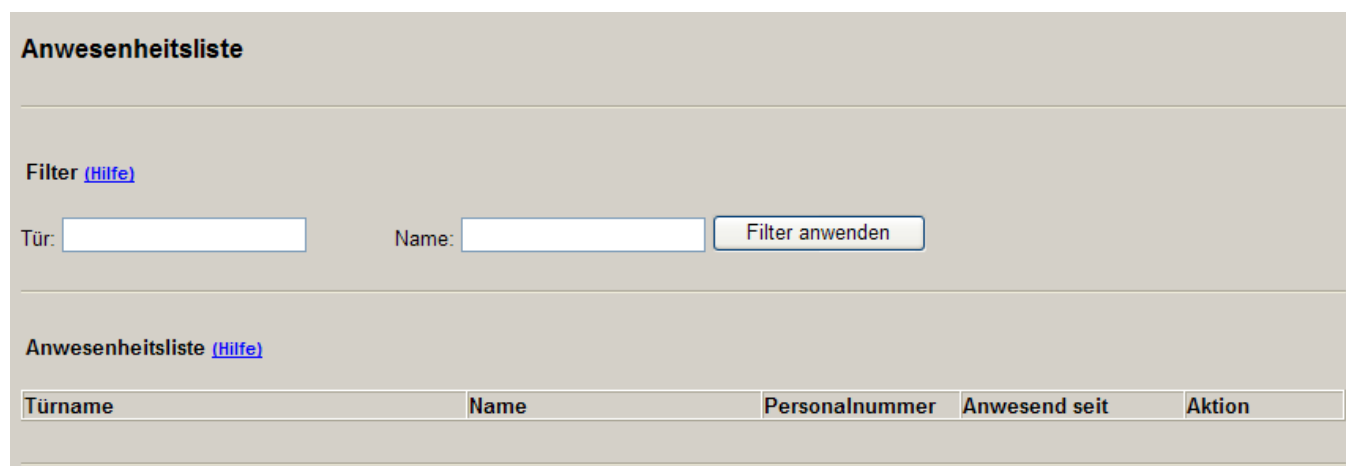 Anwesenheitsliste
Filter (Hilfe)
Tür: Name: Filter anwenden
Anwesenheitsliste (Hilfe)
Türname Name Personalnummer Anwesend seit Aktion